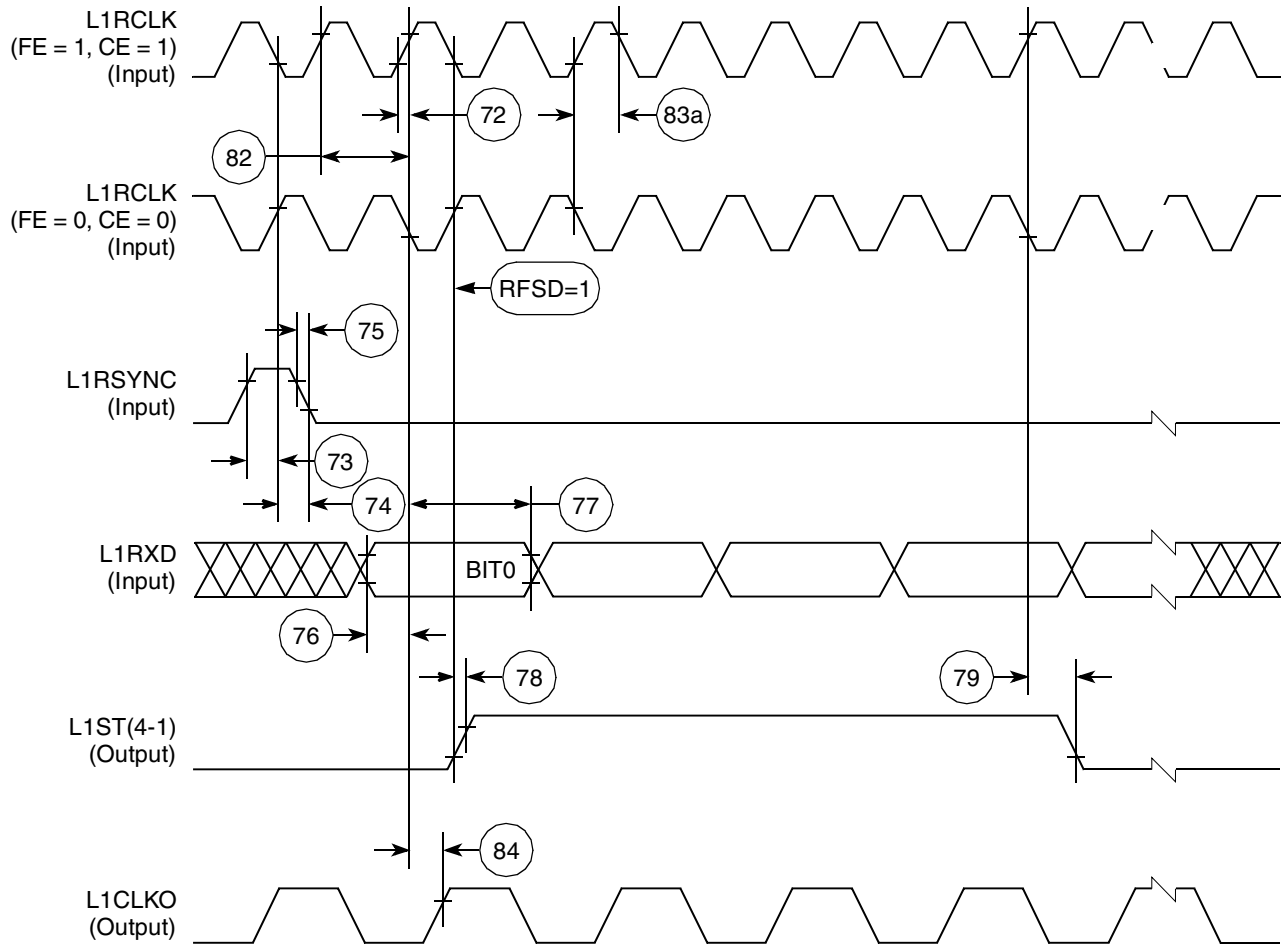 L1RCLK
(FE = 1, CE = 1)
(Input)
72
83a
82
L1RCLK
(FE = 0, CE = 0)
(Input)
RFSD=1
75
L1RSYNC
(Input)
73
74
77
L1RXD
(Input)
BIT0
76
78
79
L1ST(4-1)
(Output)
84
L1CLKO
(Output)